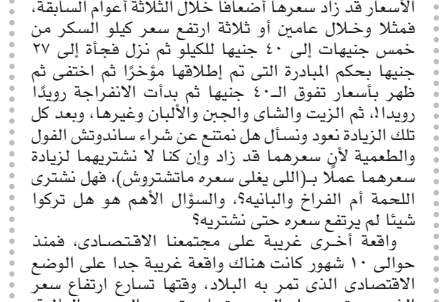 الأسعار قد زاد سعرها أضعافا خلال الثلاثة أعوام السابقة،
فمثلا وخلال عامين أو ثلاثة ارتفع سعر كيلو السكر من
خمس جنيهات إلى ٤٠ جنيها للكيلو ثم نزل فجأة إلى ٢٧
جنيها بحكم المبادرة التى تم إطلاقها مؤخرًا ثم اختفى ثم
ظهر بأسعار تفوق الـ٤٠ جنيها ثم بدأت الانفراجة رويدًا
رويدا!، ثم الزيت والشاى والجبن والألبان وغيرها، وبعد كل
تلك الزيادة نعود ونسأل هل نمتنع عن شراء ساندوتش الفول
والطعمية لأن سعرهما قد زاد وإن كنا لا نشتريهما لزيادة
سعرهما عملًا بـ(اللى يغلى سعره ماتشتروش)، فهل نشترى
اللحمة أم الفراخ والبانيه؟، والسؤال الأهم هو هل تركوا
شيئا لم يرتفع سعره حتى نشتريه؟
واقعة أخرى غريبة على مجتمعنا الاقتصادى، فمنذ
حوالى ١٠ شهور كانت هناك واقعة غريبة جدا على الوضع
الاقتصادى الذى تمر به البلاد، وقتها تسارع ارتفاع سعر